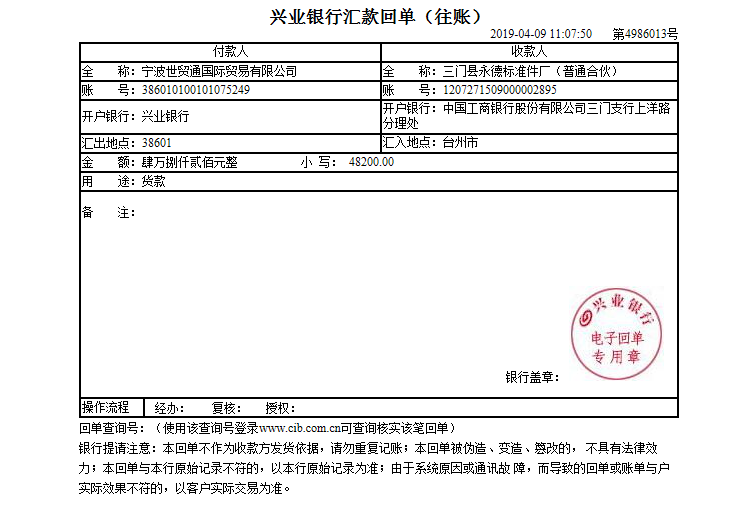 兴业银行汇款回单（往账）
2019-04-09 11:07:50 第4986013号
付款人 收款人
全 称：宁波世贸通国际贸易有限公司 全 称：三门县永德标准件厂（普通合伙）
账 号：386010100101075249 账 号：1207271509000002895
开户银行：兴业银行 开户银行：中国工商银行股份有限公司三门支行上洋路
分理处
汇出地点：38601 汇入地点：台州市
金 额：肆万捌仟贰佰元整 小 写： 48200.00
用 途：货款
备 注：
兴业银行
电子回单
专用章
银行盖章：
操作流程 经办： 复核： 授权：
回单查询号：（使用该查询号登录www.cib.com.cn可查询核实该笔回单）
银行提请注意：本回单不作为收款方发货依据，请勿重复记账；本回单被伪造、变造、篡改的， 不具有法律效
力；本回单与本行原始记录不符的，以本行原始记录为准；由于系统原因或通讯故 障，而导致的回单或账单与户
实际效果不符的，以客户实际交易为准。